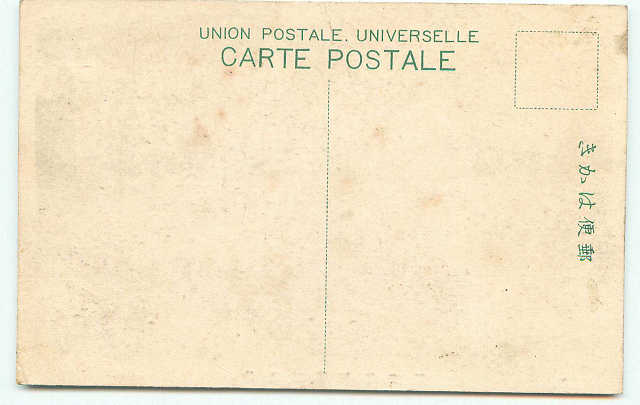 UNION POSTALE. UNIVERSELLE
CARTE POSTALE
郵便はかき